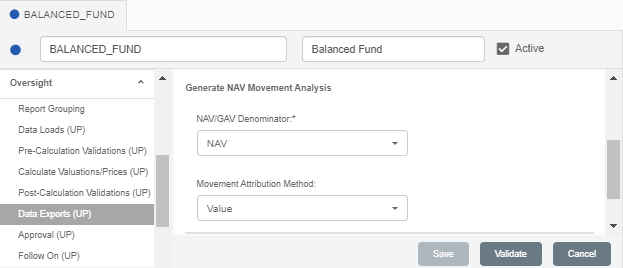 BALANCED_FUND
BALANCED_FUND
Balanced Fund
Active
Oversight
Report Grouping
Data Loads (UP)
Pre-Calculation Validations (UP)
Calculate Valuations/Prices (UP)
Post-Calculation Validations (UP)
Data Exports (UP)
Approval (UP)
Follow On (UP)
Generate NAV Movement Analysis
NAV/GAV Denominator:*
NAV
Movement Attribution Method:
Value
Save
Validate
Cancel